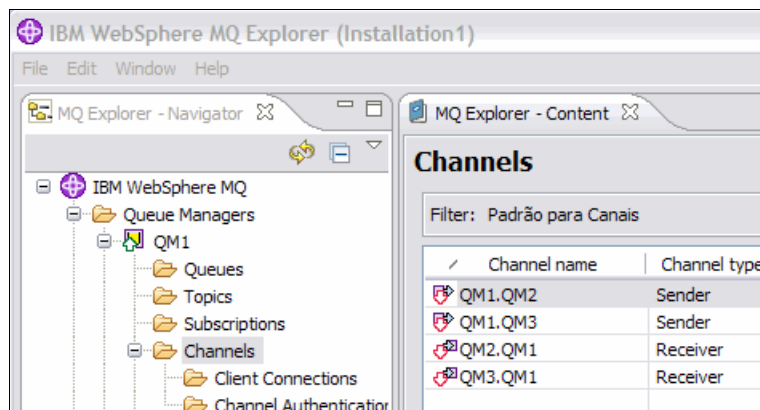 IBM WebSphere MQ Explorer (Installation1)
File Edit Window Help
MQ Explorer - Navigator
IBM WebSphere MQ
Queue Managers
QM1
Queues
Topics
Subscriptions
Channels
Client Connections
Channel Authentication
MQ Explorer - Content
Channels
Filter: Padrão para Canais
Channel name Channel type
QM1.QM2 Sender
QM1.QM3 Sender
QM2.QM1 Receiver
QM3.QM1 Receiver